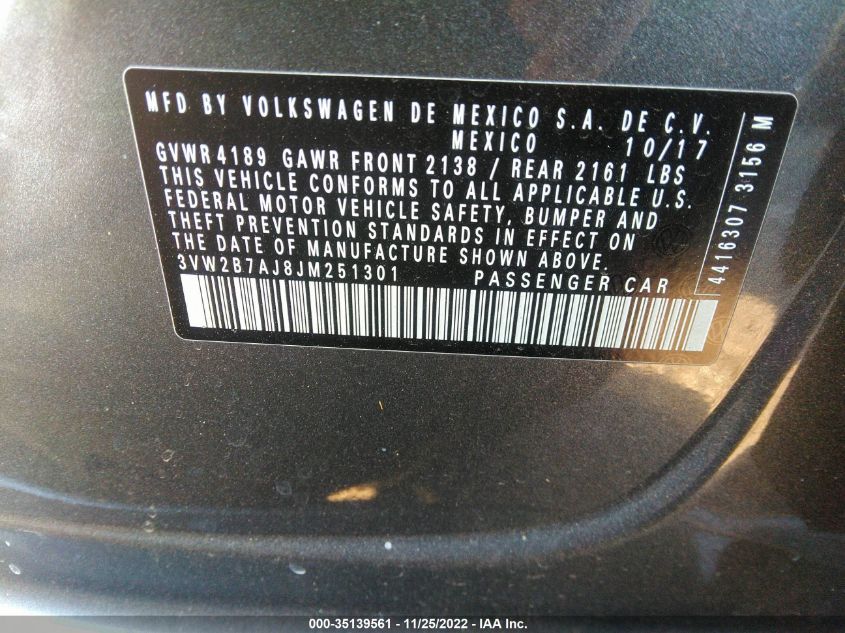 MFD BY VOLKSWAGEN DE MEXICO S.A. DE C.V.
MEXICO 10/17
GVWR 4189 GAWR FRONT 2138 / REAR 2161 LBS
THIS VEHICLE CONFORMS TO ALL APPLICABLE U.S.
FEDERAL MOTOR VEHICLE SAFETY, BUMPER AND
THEFT PREVENTION STANDARDS IN EFFECT ON
THE DATE OF MANUFACTURE SHOWN ABOVE.
3VW2B7AJ8JM251301 PASSENGER CAR
4416307 3156 M
000-35139561 - 11/25/2022 - IAA Inc.